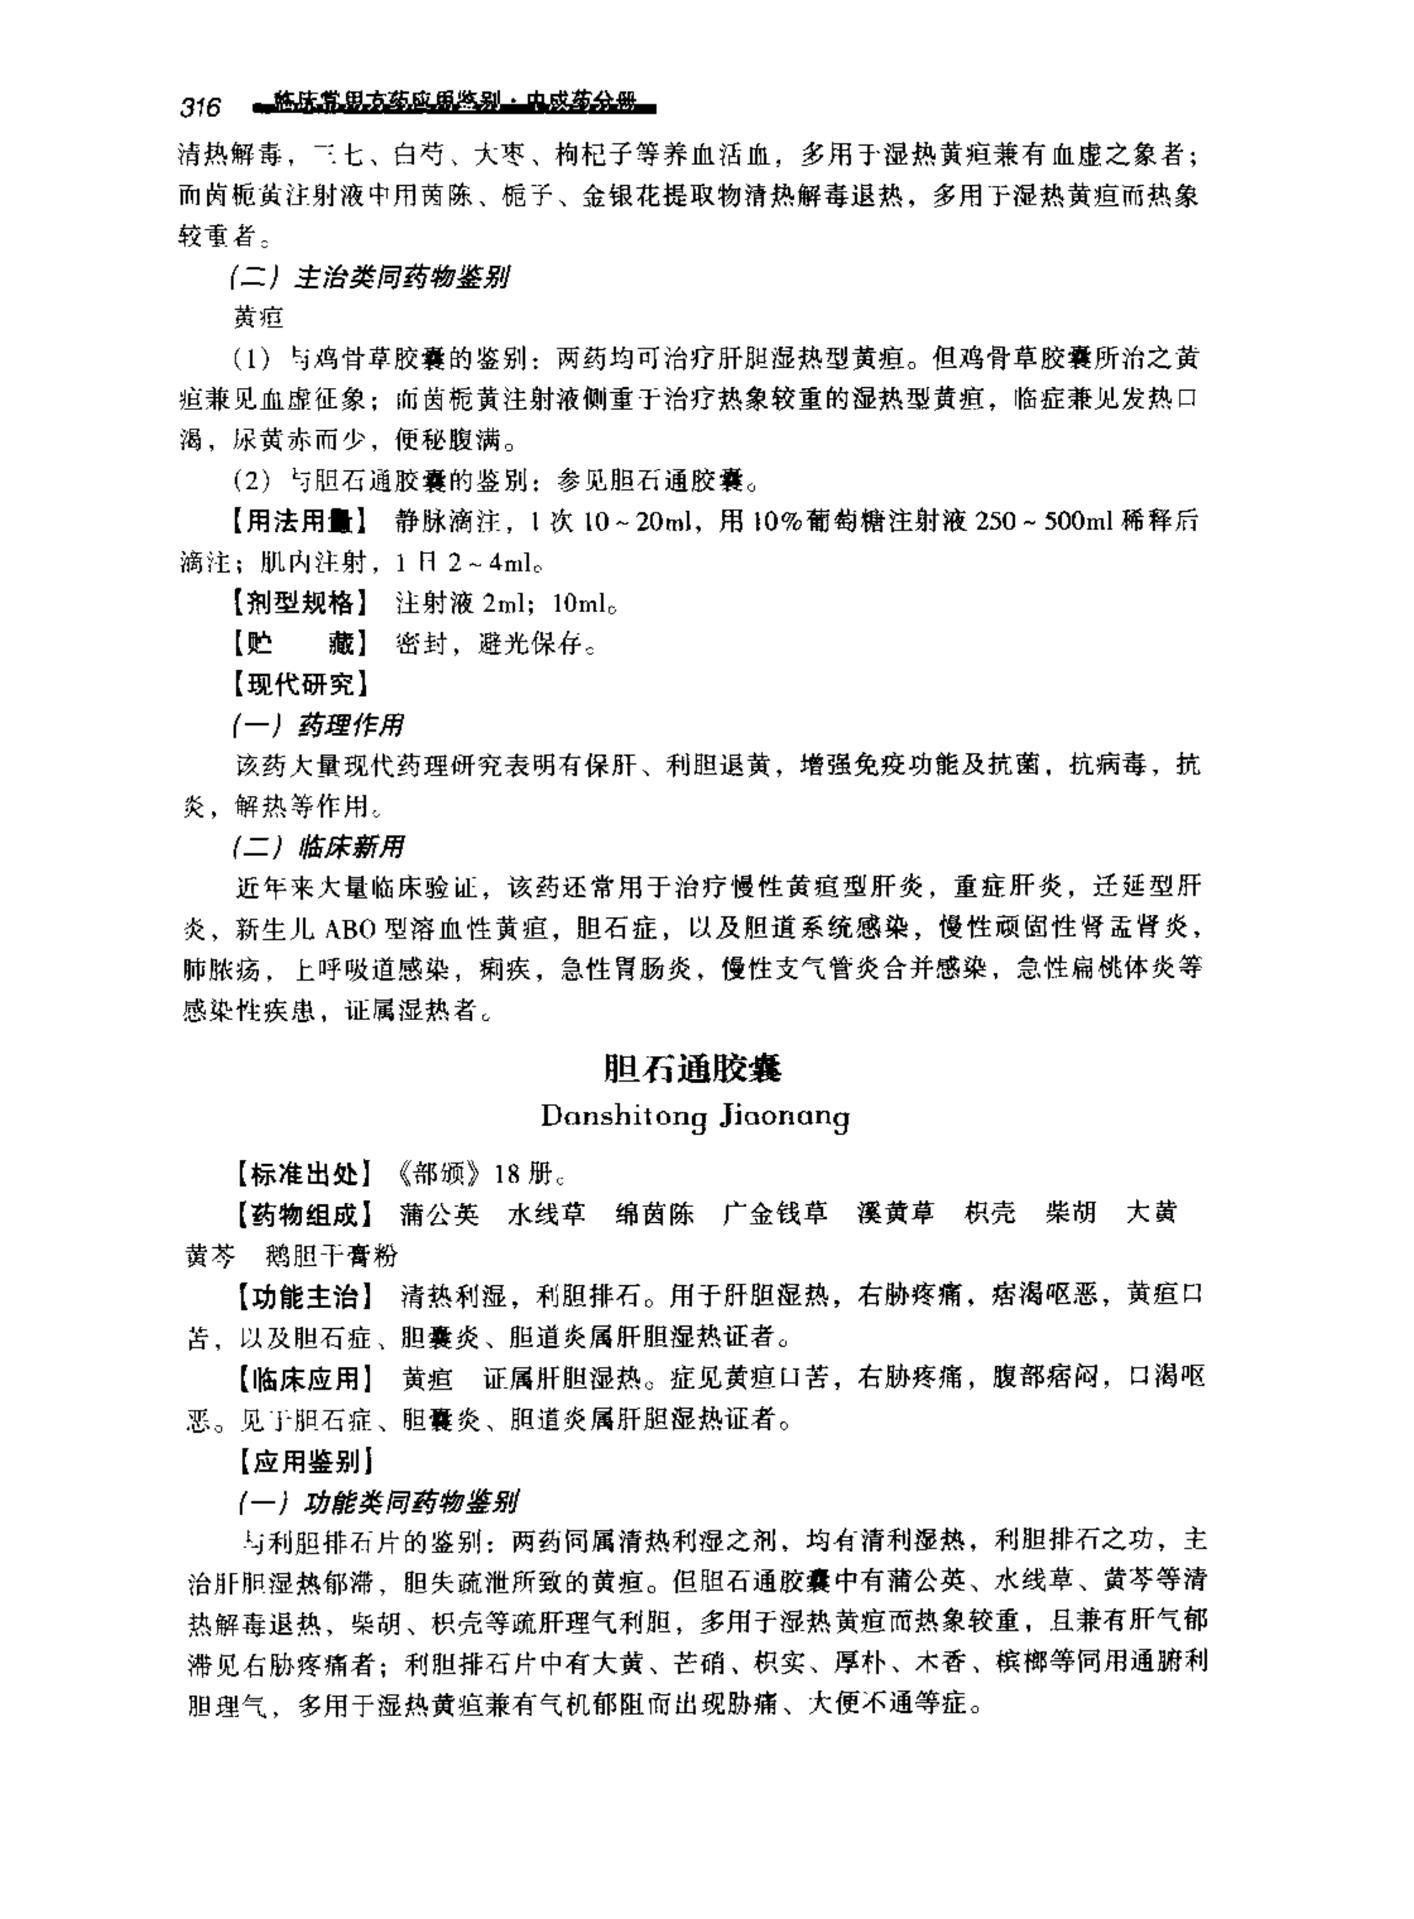 316 临床常用方药应用鉴别·中成药分册
清热解毒，三七、白芍、大枣、枸杞子等养血活血，多用于湿热黄疸兼有血虚之象者；
而茵栀黄注射液中用茵陈、栀子、金银花提取物清热解毒退热，多用于湿热黄疸而热象
较重者。
（二）主治类同药物鉴别
黄疸
（1）与鸡骨草胶囊的鉴别：两药均可治疗肝胆湿热型黄疸。但鸡骨草胶囊所治之黄
疸兼见血虚征象；而茵栀黄注射液侧重于治疗热象较重的湿热型黄疸，临症兼见发热口
渴，尿黄赤而少，便秘腹满。
（2）与胆石通胶囊的鉴别：参见胆石通胶囊。
【用法用量】 静脉滴注，1次10～20ml，用10%葡萄糖注射液250～500ml稀释后
滴注；肌内注射，1日2～4ml。
【剂型规格】 注射液2ml；10ml。
【贮　　藏】 密封，避光保存。
【现代研究】
（一）药理作用
该药大量现代药理研究表明有保肝、利胆退黄，增强免疫功能及抗菌，抗病毒，抗
炎，解热等作用。
（二）临床新用
近年来大量临床验证，该药还常用于治疗慢性黄疸型肝炎，重症肝炎，迁延型肝
炎，新生儿ABO型溶血性黄疸，胆石症，以及胆道系统感染，慢性顽固性肾盂肾炎，
肺脓疡，上呼吸道感染，痢疾，急性胃肠炎，慢性支气管炎合并感染，急性扁桃体炎等
感染性疾患，证属湿热者。
胆石通胶囊
Danshitong Jiaonang
【标准出处】《部颁》18册。
【药物组成】 蒲公英　水线草　绵茵陈　广金钱草　溪黄草　枳壳　柴胡　大黄
黄芩　鹅胆干膏粉
【功能主治】 清热利湿，利胆排石。用于肝胆湿热，右胁疼痛，痞渴呕恶，黄疸口
苦，以及胆石症、胆囊炎、胆道炎属肝胆湿热证者。
【临床应用】 黄疸　证属肝胆湿热。症见黄疸口苦，右胁疼痛，腹部痞闷，口渴呕
恶。见于胆石症、胆囊炎、胆道炎属肝胆湿热证者。
【应用鉴别】
（一）功能类同药物鉴别
与利胆排石片的鉴别：两药同属清热利湿之剂，均有清利湿热，利胆排石之功，主
治肝胆湿热郁滞，胆失疏泄所致的黄疸。但胆石通胶囊中有蒲公英、水线草、黄芩等清
热解毒退热，柴胡、枳壳等疏肝理气利胆，多用于湿热黄疸而热象较重，且兼有肝气郁
滞见右胁疼痛者；利胆排石片中有大黄、芒硝、枳实、厚朴、木香、槟榔等同用通腑利
胆理气，多用于湿热黄疸兼有气机郁阻而出现胁痛、大便不通等症。